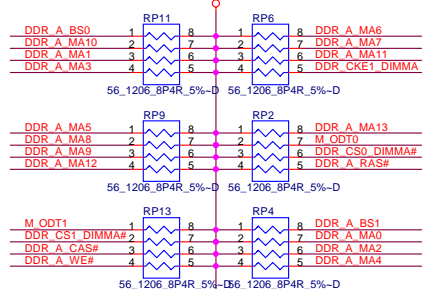 RP11 RP6
DDR_A_BS0 1 8 1 8 DDR_A_MA6
DDR_A_MA10 2 7 2 7 DDR_A_MA7
DDR_A_MA1 3 6 3 6 DDR_A_MA11
DDR_A_MA3 4 5 4 5 DDR_CKE1_DIMMA
56_1206_8P4R_5%~D 56_1206_8P4R_5%~D
RP9 RP2
DDR_A_MA5 1 8 1 8 DDR_A_MA13
DDR_A_MA8 2 7 2 7 M_ODT0
DDR_A_MA9 3 6 3 6 DDR_CS0_DIMMA#
DDR_A_MA12 4 5 4 5 DDR_A_RAS#
56_1206_8P4R_5%~D 56_1206_8P4R_5%~D
RP13 RP4
M_ODT1 1 8 1 8 DDR_A_BS1
DDR_CS1_DIMMA# 2 7 2 7 DDR_A_MA0
DDR_A_CAS# 3 6 3 6 DDR_A_MA2
DDR_A_WE# 4 5 4 5 DDR_A_MA4
56_1206_8P4R_5%~D 56_1206_8P4R_5%~D